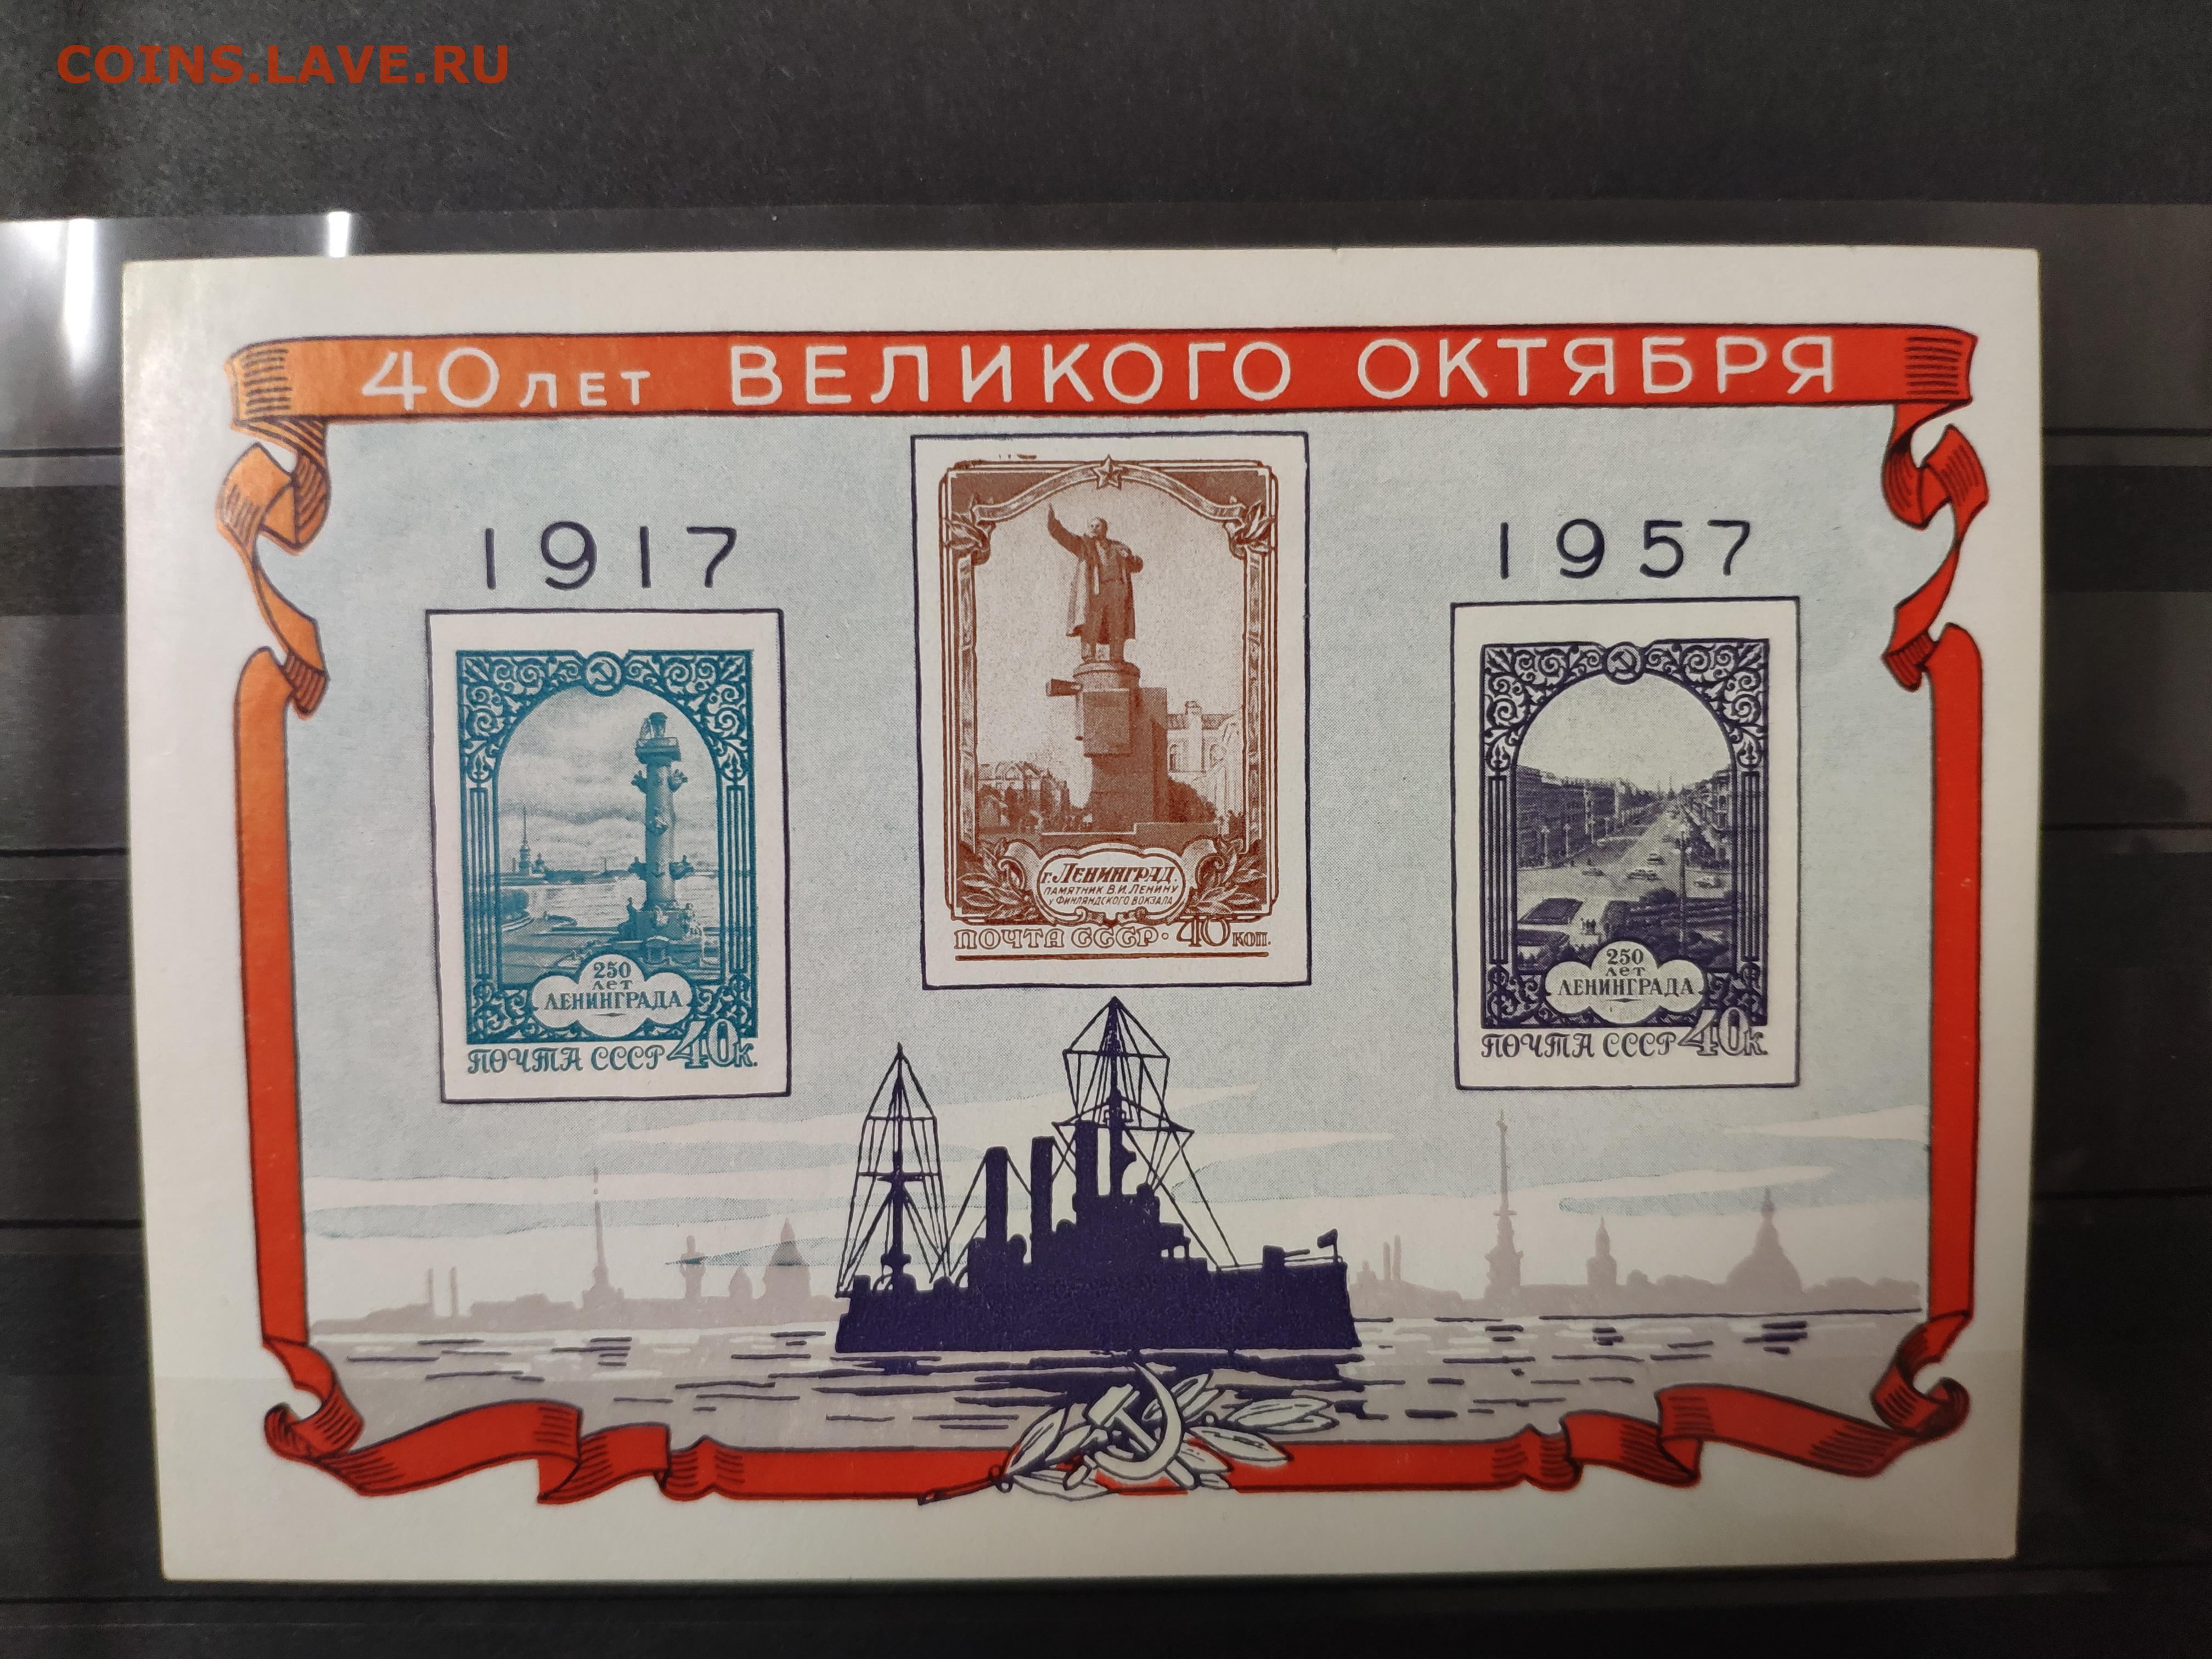 COINS.LAVE.RU
40 ЛЕТ ВЕЛИКОГО ОКТЯБРЯ
1917
1957
250
лет
ЛЕНИНГРАДА
ПОЧТА СССР 40К.
г. ЛЕНИНГРАД.
ПАМЯТНИК В.И. ЛЕНИНУ
У ФИНЛЯНДСКОГО ВОКЗАЛА
ПОЧТА СССР · 40 КОП.
250
лет
ЛЕНИНГРАДА
ПОЧТА СССР 40К.